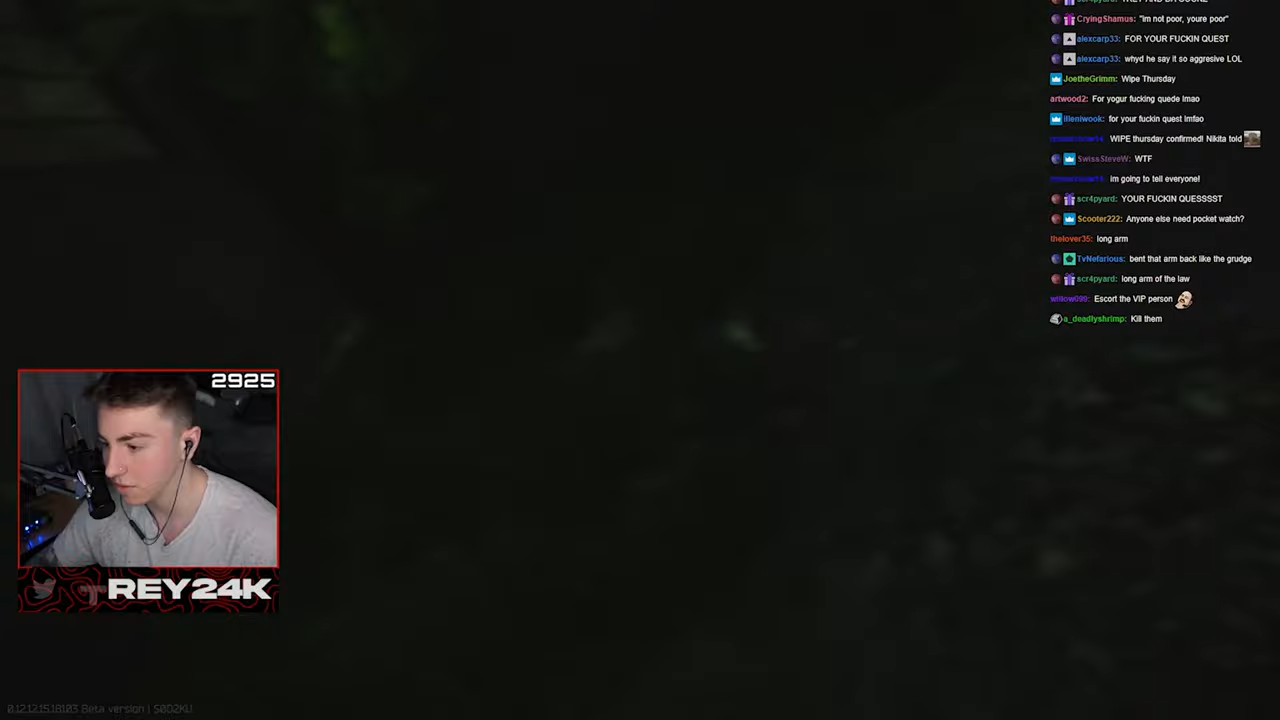 CryingShamus: "im not poor, youre poor"
alexcarp33: FOR YOUR FUCKIN QUEST
alexcarp33: whyd he say it so aggresive LOL
JoetheGrimm: Wipe Thursday
artwood2: For yogur fucking quede lmao
illeniwook: for your fuckin quest lmfao
WIPE thursday confirmed! Nikita told
SwissSteveW: WTF
im going to tell everyone!
scr4pyard: YOUR FUCKIN QUESSSST
Scooter222: Anyone else need pocket watch?
thelover35: long arm
TvNefarious: bent that arm back like the grudge
scr4pyard: long arm of the law
willow099: Escort the VIP person
a_deadlyshrimp: Kill them
2925
REY24K
Beta version |